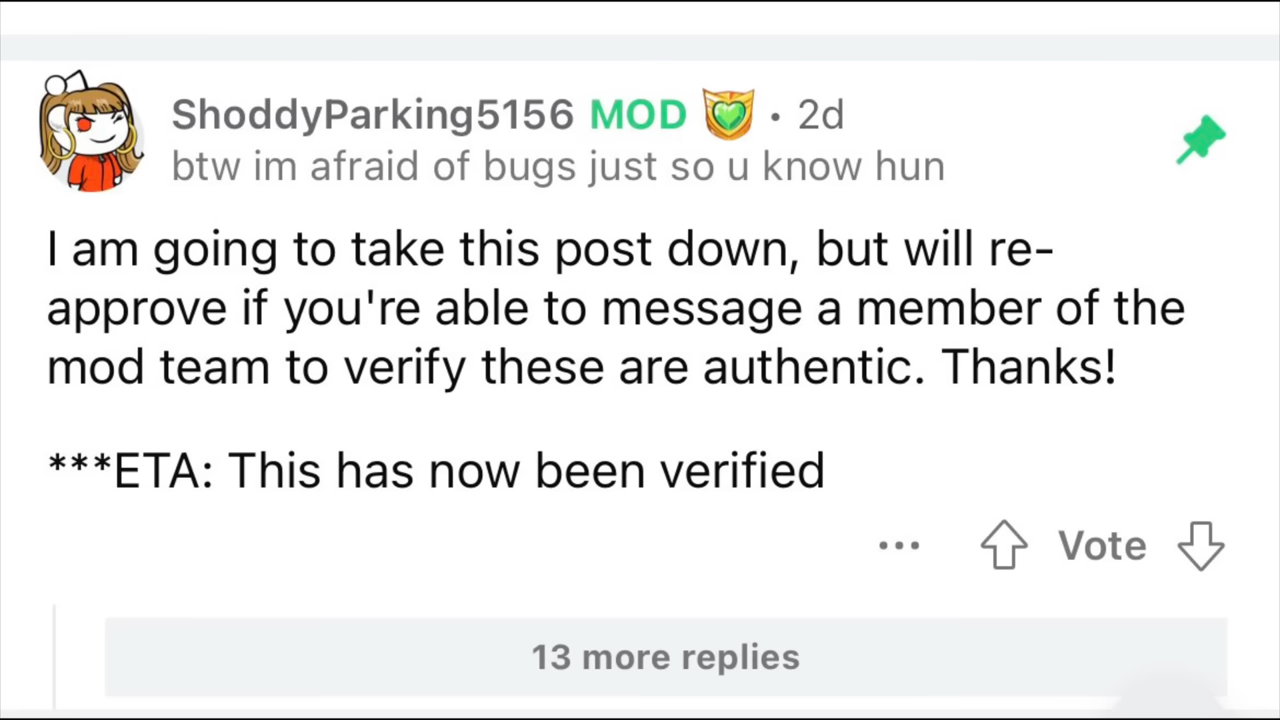 ShoddyParking5156 MOD • 2d
btw im afraid of bugs just so u know hun
I am going to take this post down, but will re-
approve if you're able to message a member of the
mod team to verify these are authentic. Thanks!
***ETA: This has now been verified
... Vote
13 more replies